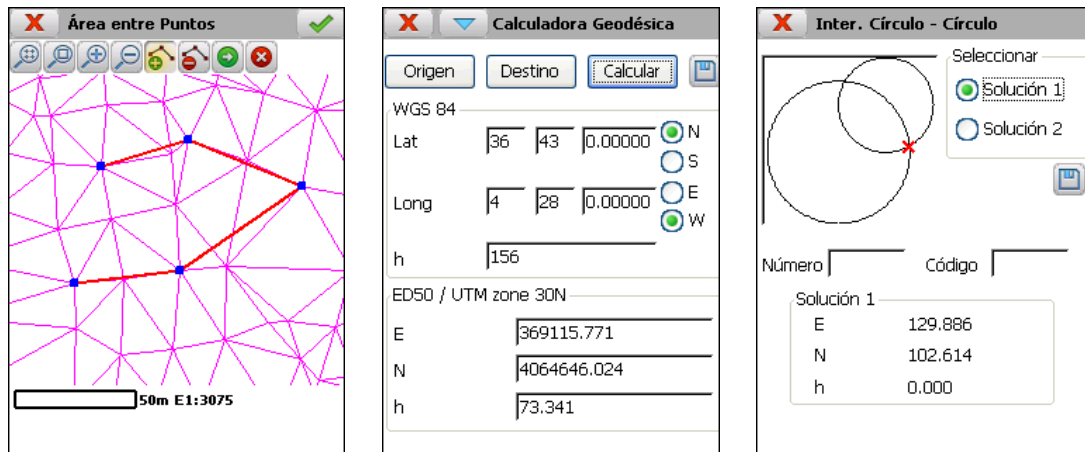 Área entre Puntos
50m E1:3075
Calculadora Geodésica
Origen Destino Calcular
WGS 84
Lat 36 43 0.00000 N
S
Long 4 28 0.00000 E
W
h 156
ED50 / UTM zone 30N
E 369115.771
N 4064646.024
h 73.341
Inter. Círculo - Círculo
Seleccionar
Solución 1
Solución 2
Número Código
Solución 1
E 129.886
N 102.614
h 0.000